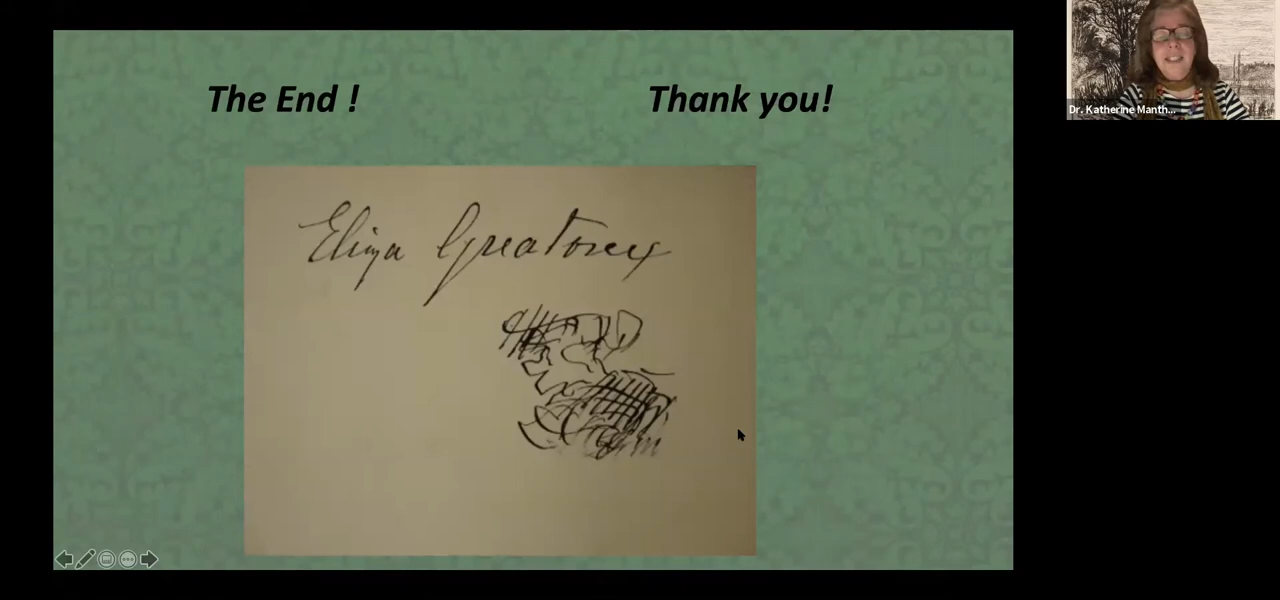 The End !
Thank you!
Eliza Greatorex
Dr. Katherine Manth...